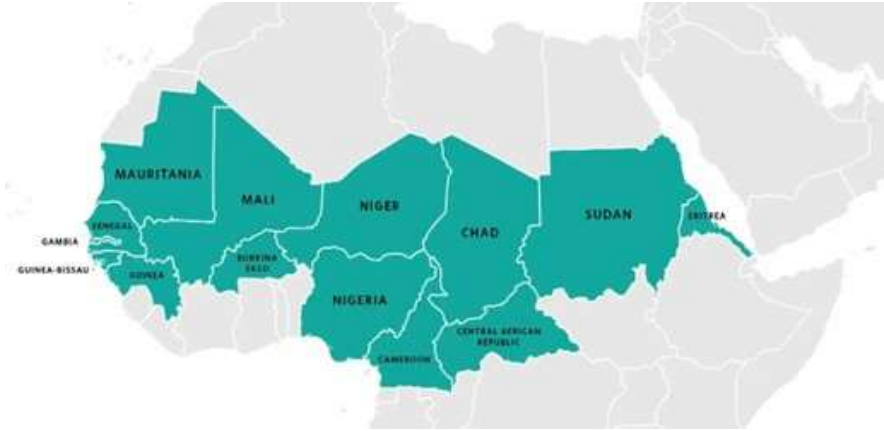 MAURITANIA
MALI
NIGER
CHAD
SUDAN
ERITREA
SENEGAL
GAMBIA
GUINEA-BISSAU
GUINEA
BURKINA
FASO
NIGERIA
CAMEROON
CENTRAL AFRICAN
REPUBLIC